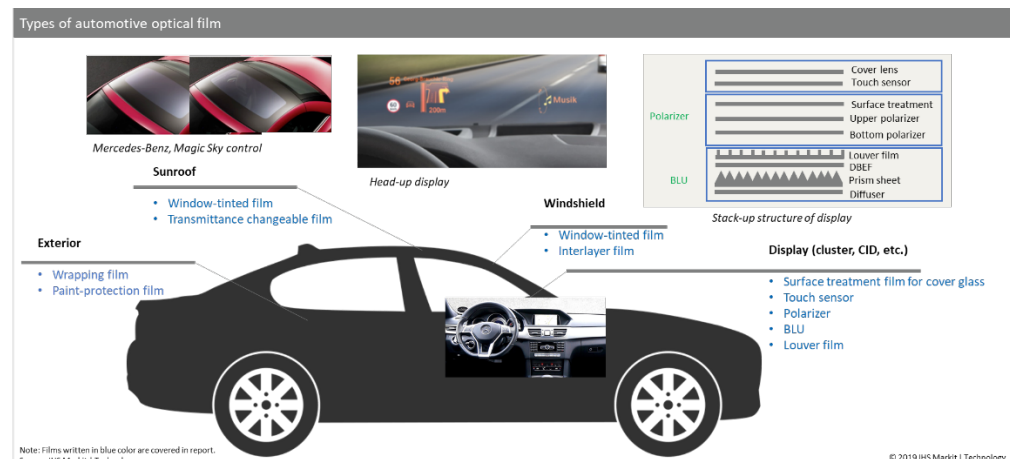 Types of automotive optical film
Mercedes-Benz, Magic Sky control
56
80
200m
Musik
Head-up display
Cover lens
Touch sensor
Polarizer
Surface treatment
Upper polarizer
Bottom polarizer
BLU
Louver film
DBEF
Prism sheet
Diffuser
Stack-up structure of display
Sunroof
• Window-tinted film
• Transmittance changeable film
Windshield
• Window-tinted film
• Interlayer film
Exterior
• Wrapping film
• Paint-protection film
Display (cluster, CID, etc.)
• Surface treatment film for cover glass
• Touch sensor
• Polarizer
• BLU
• Louver film
Note: Films written in blue color are covered in report.
© 2019 IHS Markit | Technology